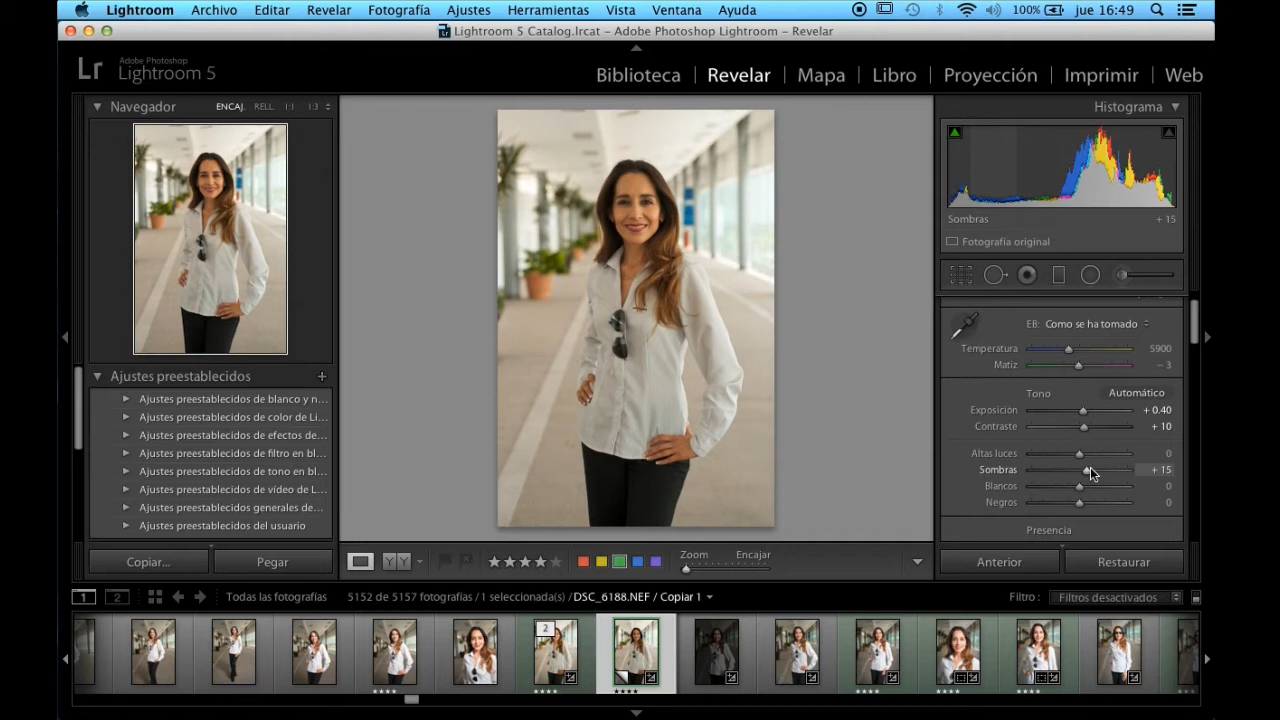 Lightroom Archivo Editar Revelar Fotografía Ajustes Herramientas Vista Ventana Ayuda 100% jue 16:49
Lightroom 5 Catalog.lrcat – Adobe Photoshop Lightroom – Revelar
Lr Adobe Photoshop
Lightroom 5
Biblioteca Revelar Mapa Libro Proyección Imprimir Web
Navegador ENCAJ. RELL. 1:1 1:3
Histograma
Sombras + 15
Fotografía original
EB: Como se ha tomado
Temperatura 5900
Matiz – 3
Tono Automático
Exposición + 0.40
Contraste + 10
Altas luces 0
Sombras + 15
Blancos 0
Negros 0
Presencia
Ajustes preestablecidos +
Ajustes preestablecidos de blanco y n...
Ajustes preestablecidos de color de Li...
Ajustes preestablecidos de efectos de...
Ajustes preestablecidos de filtro en bl...
Ajustes preestablecidos de tono en bl...
Ajustes preestablecidos de vídeo de L...
Ajustes preestablecidos generales de...
Ajustes preestablecidos del usuario
Copiar... Pegar
Y Y
Zoom Encajar
Anterior Restaurar
1 2 Todas las fotografías 5152 de 5157 fotografías / 1 seleccionada(s) / DSC_6188.NEF / Copiar 1 Filtro : Filtros desactivados
2